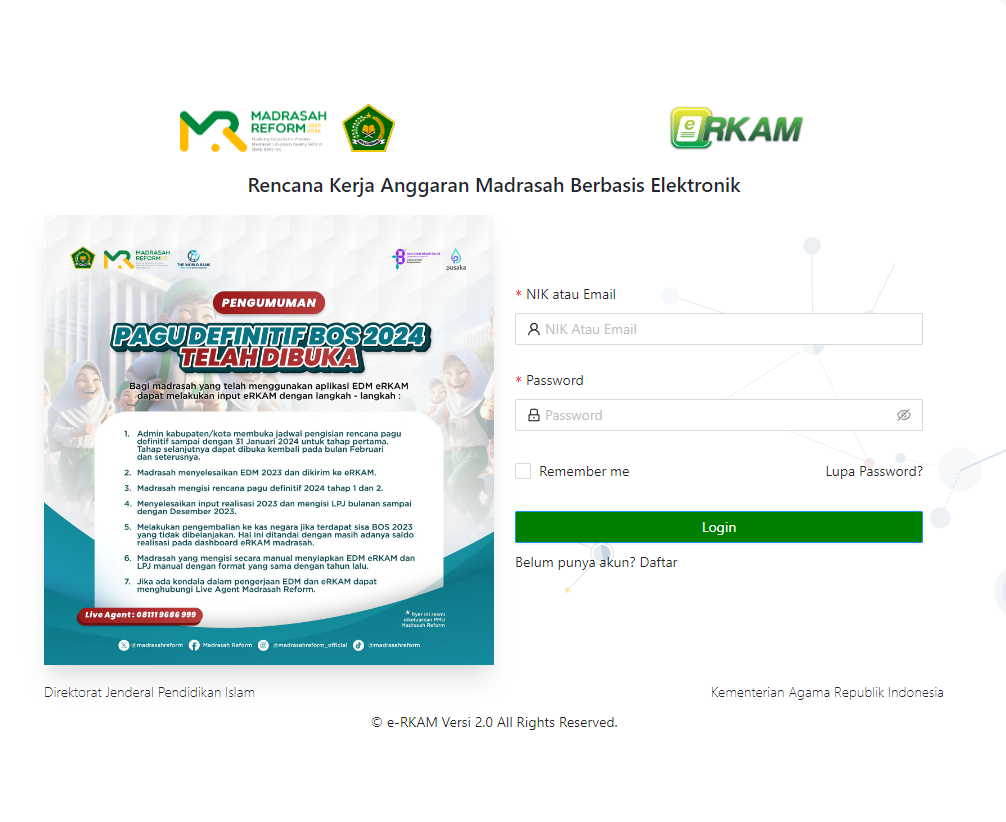 MADRASAH
REFORM
eRKAM
Rencana Kerja Anggaran Madrasah Berbasis Elektronik
MADRASAH
REFORM
THE WORLD BANK
pusaka
PENGUMUMAN
PAGU DEFINITIF BOS 2024
TELAH DIBUKA
Bagi madrasah yang telah menggunakan aplikasi EDM eRKAM
dapat melakukan input eRKAM dengan langkah - langkah :
1. Admin kabupaten/kota membuka jadwal pengisian rencana pagu
definitif sampai dengan 31 Januari 2024 untuk tahap pertama.
Tahap selanjutnya dapat dibuka kembali pada bulan Februari
dan seterusnya.
2. Madrasah menyelesaikan EDM 2023 dan dikirim ke eRKAM.
3. Madrasah mengisi rencana pagu definitif 2024 tahap 1 dan 2.
4. Menyelesaikan input realisasi 2023 dan mengisi LPJ bulanan sampai
dengan Desember 2023.
5. Melakukan pengembalian ke kas negara jika terdapat sisa BOS 2023
yang tidak dibelanjakan. Hal ini ditandai dengan masih adanya saldo
realisasi pada dashboard eRKAM madrasah.
6. Madrasah yang mengisi secara manual menyiapkan EDM eRKAM dan
LPJ manual dengan format yang sama dengan tahun lalu.
7. Jika ada kendala dalam pengerjaan EDM dan eRKAM dapat
menghubungi Live Agent Madrasah Reform.
Live Agent : 08111 9686 999
* flyer ini resmi
dikeluarkan PMU
Madrasah Reform
@madrasahreform Madrasah Reform @madrasahreform_official @madrasahreform
* NIK atau Email
NIK Atau Email
* Password
Password
Remember me Lupa Password?
Login
Belum punya akun? Daftar
Direktorat Jenderal Pendidikan Islam Kementerian Agama Republik Indonesia
© e-RKAM Versi 2.0 All Rights Reserved.